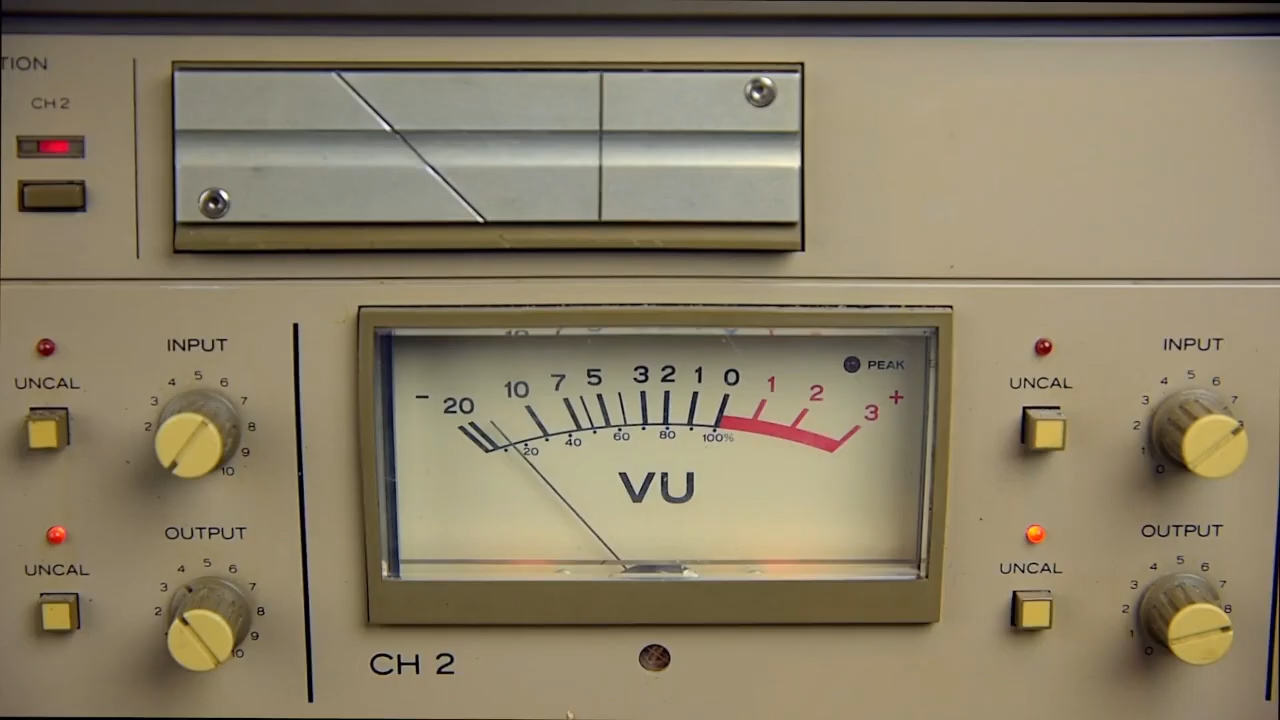 TION
CH 2
INPUT
UNCAL
2 3 4 5 6 7 8 9 10
OUTPUT
UNCAL
2 3 4 5 6 7 8 9 10
PEAK
- 20 10 7 5 3 2 1 0 1 2 3 +
20 40 60 80 100%
VU
CH 2
INPUT
UNCAL
0 1 2 3 4 5 6 7
OUTPUT
UNCAL
0 1 2 3 4 5 6 7 8